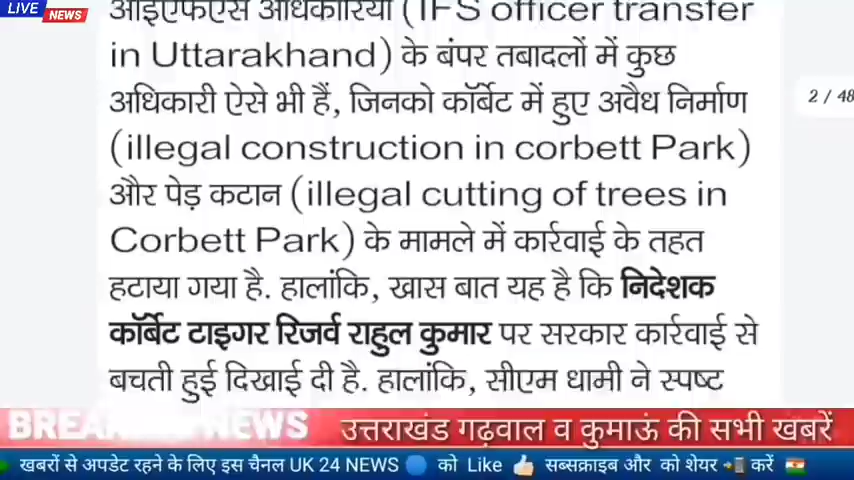 LIVE
NEWS
आईएफएस अधिकारियों (IFS officer transfer
in Uttarakhand) के बंपर तबादलों में कुछ
अधिकारी ऐसे भी हैं, जिनको कॉर्बेट में हुए अवैध निर्माण
2 / 48
(illegal construction in corbett Park)
और पेड़ कटान (illegal cutting of trees in
Corbett Park) के मामले में कार्रवाई के तहत
हटाया गया है. हालांकि, खास बात यह है कि निदेशक
कॉर्बेट टाइगर रिजर्व राहुल कुमार पर सरकार कार्रवाई से
बचती हुई दिखाई दी है. हालांकि, सीएम धामी ने स्पष्ट
BREAKING NEWS उत्तराखंड गढ़वाल व कुमाऊं की सभी खबरें
खबरों से अपडेट रहने के लिए इस चैनल UK 24 NEWS 🔵 को Like 👍🏻 सब्सक्राइब और को शेयर 📲 करें 🇮🇳